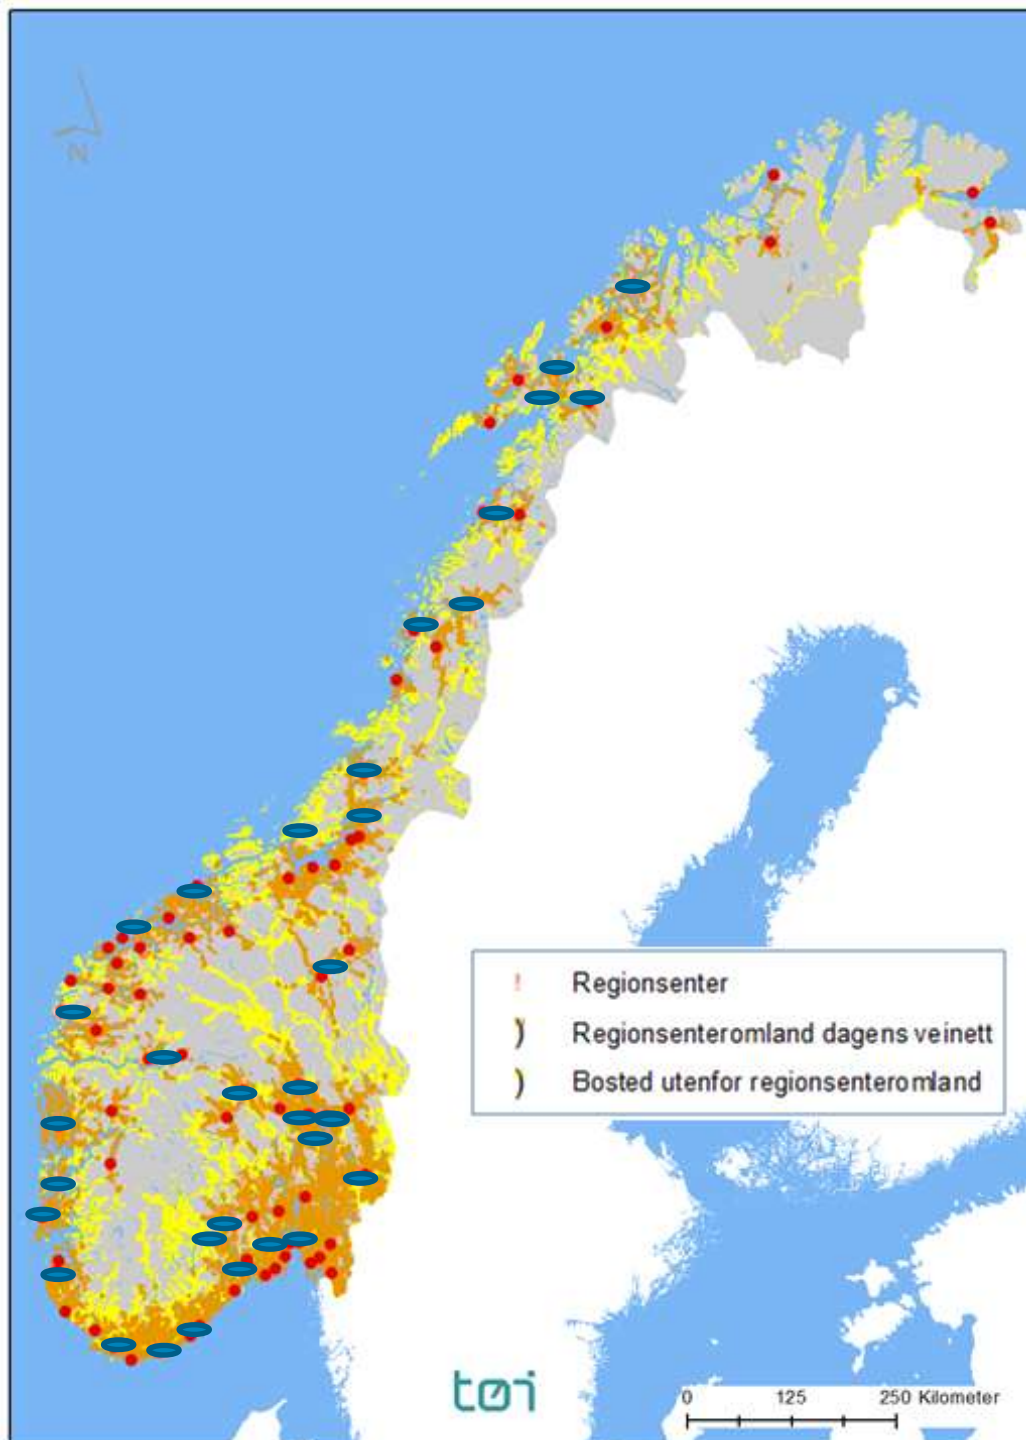 N
Regionsenter
Regionsenteromland dagens veinett
Bosted utenfor regionsenteromland
tøi
0 125 250 Kilometer